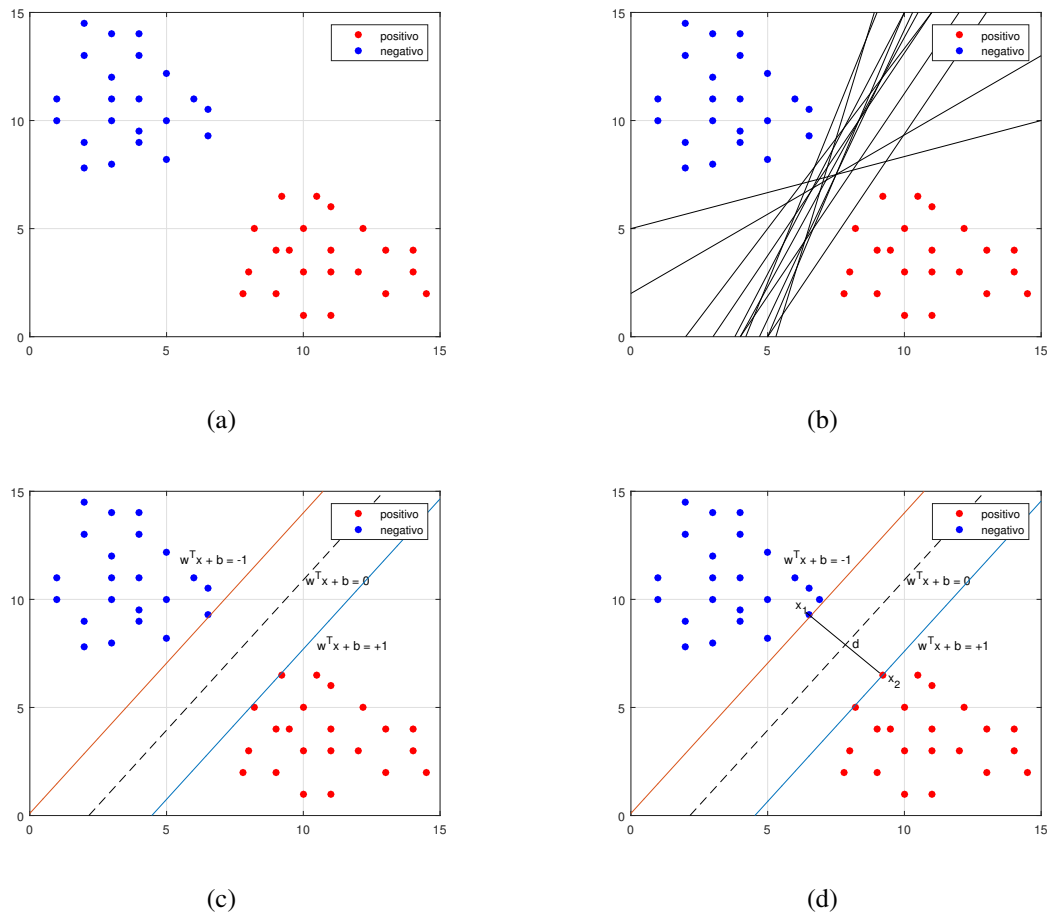 15
10
5
0
0
5
10
15
positivo
negativo
(a)
15
10
5
0
0
5
10
15
positivo
negativo
(b)
15
10
5
0
0
5
10
15
positivo
negativo
w^T x + b = -1
w^T x + b = 0
w^T x + b = +1
(c)
15
10
5
0
0
5
10
15
positivo
negativo
w^T x + b = -1
w^T x + b = 0
x_1
d
w^T x + b = +1
x_2
(d)